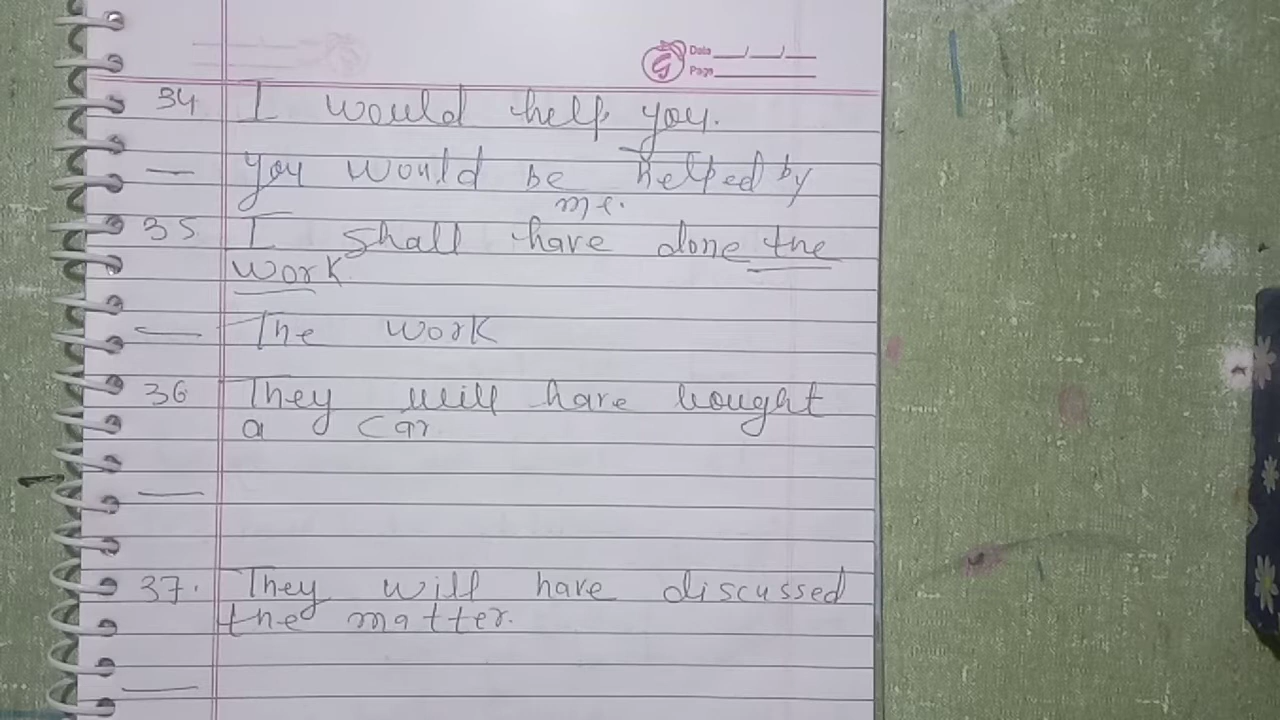 Date
Page
34 I would help you.
— you would be helped by
me.
35 I shall have done the
work.
— The work
36 They will have bought
a car
—
37. They will have discussed
the matter.
—